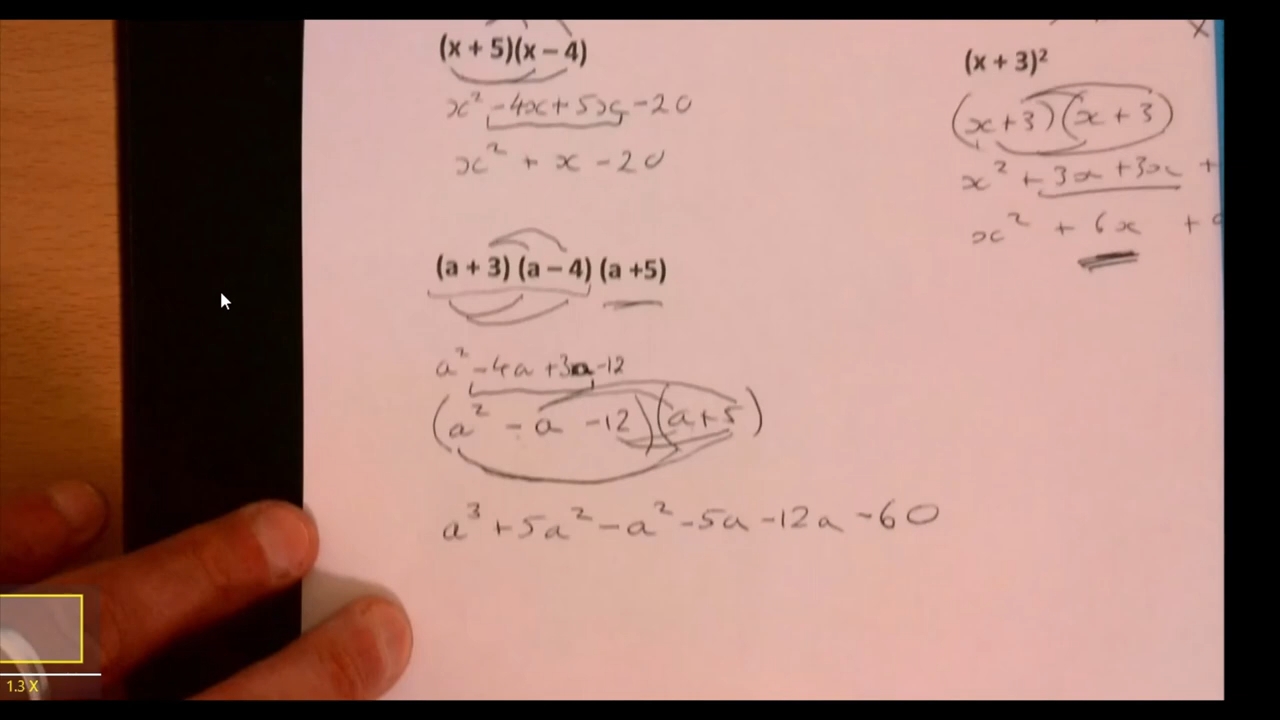 (x + 5)(x – 4)
x² -4x + 5x -20
x² + x - 20
(a + 3) (a – 4) (a +5)
a² -4a +3a -12
(a² - a -12)(a+5)
a³ +5a² -a² -5a -12a -60
x
(x + 3)²
(x+3)(x+3)
x² + 3x +3x +
x² + 6x +
1.3 X